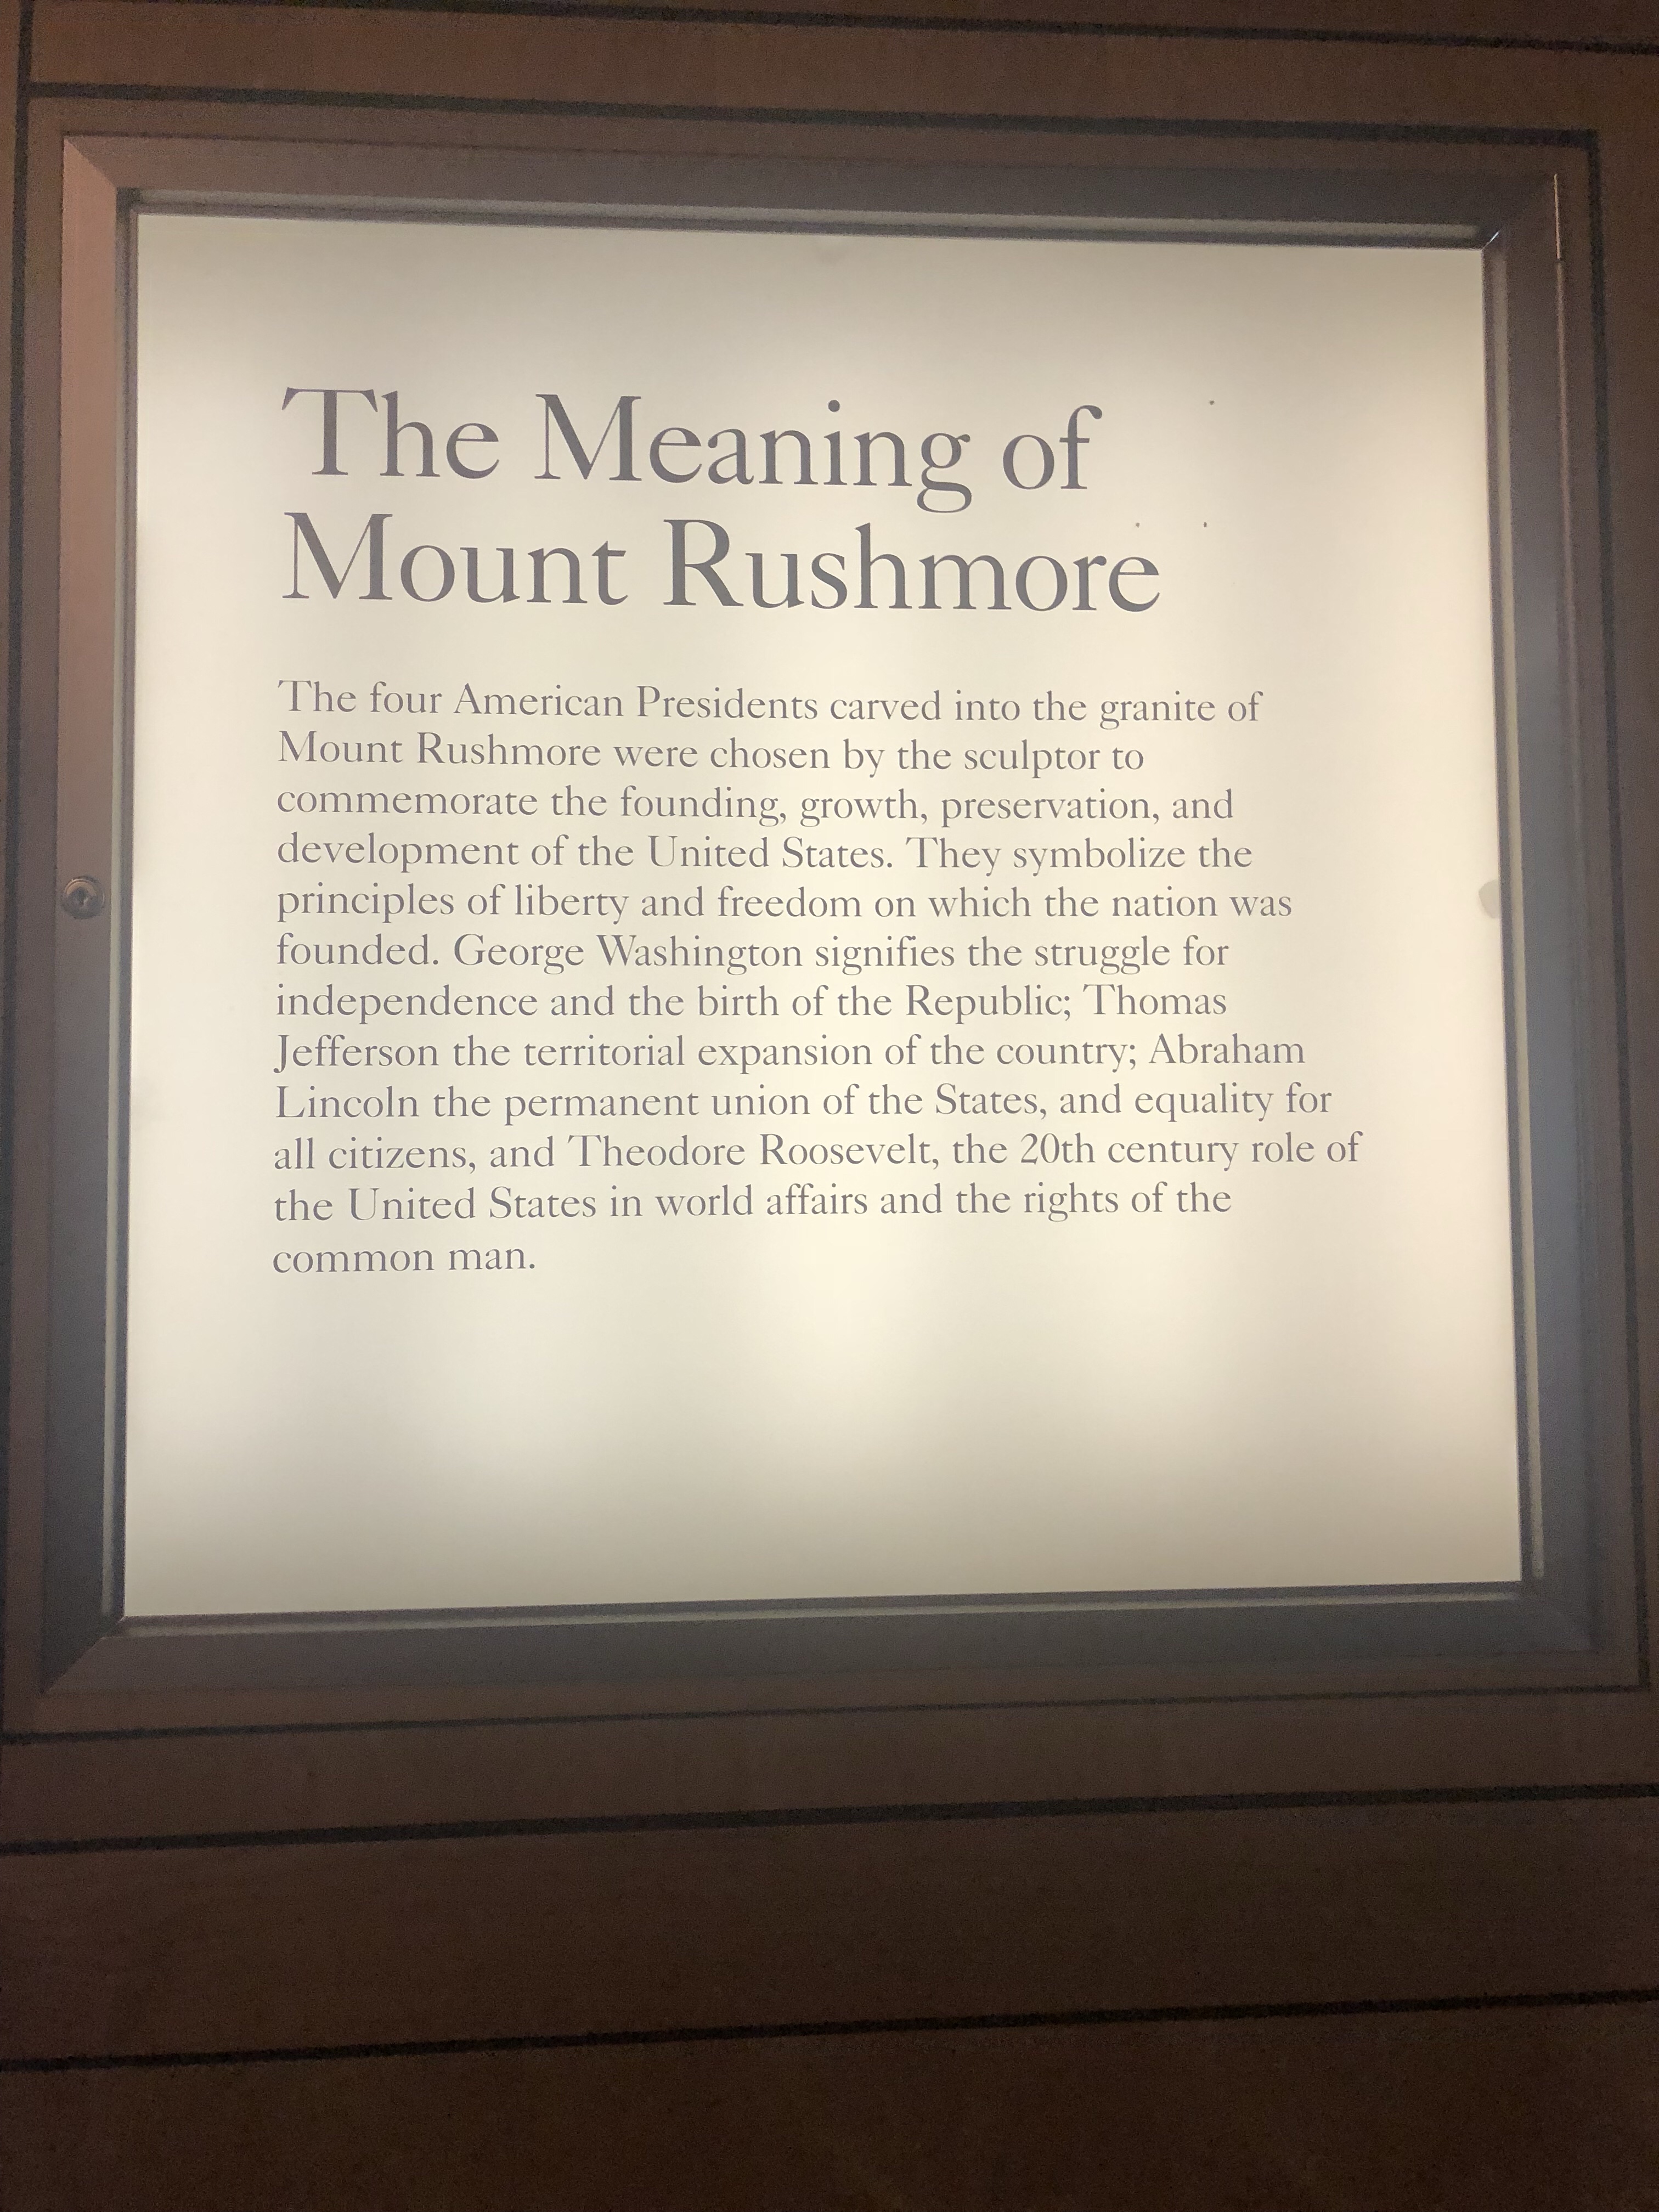 The Meaning of
Mount Rushmore
The four American Presidents carved into the granite of
Mount Rushmore were chosen by the sculptor to
commemorate the founding, growth, preservation, and
development of the United States. They symbolize the
principles of liberty and freedom on which the nation was
founded. George Washington signifies the struggle for
independence and the birth of the Republic; Thomas
Jefferson the territorial expansion of the country; Abraham
Lincoln the permanent union of the States, and equality for
all citizens, and Theodore Roosevelt, the 20th century role of
the United States in world affairs and the rights of the
common man.